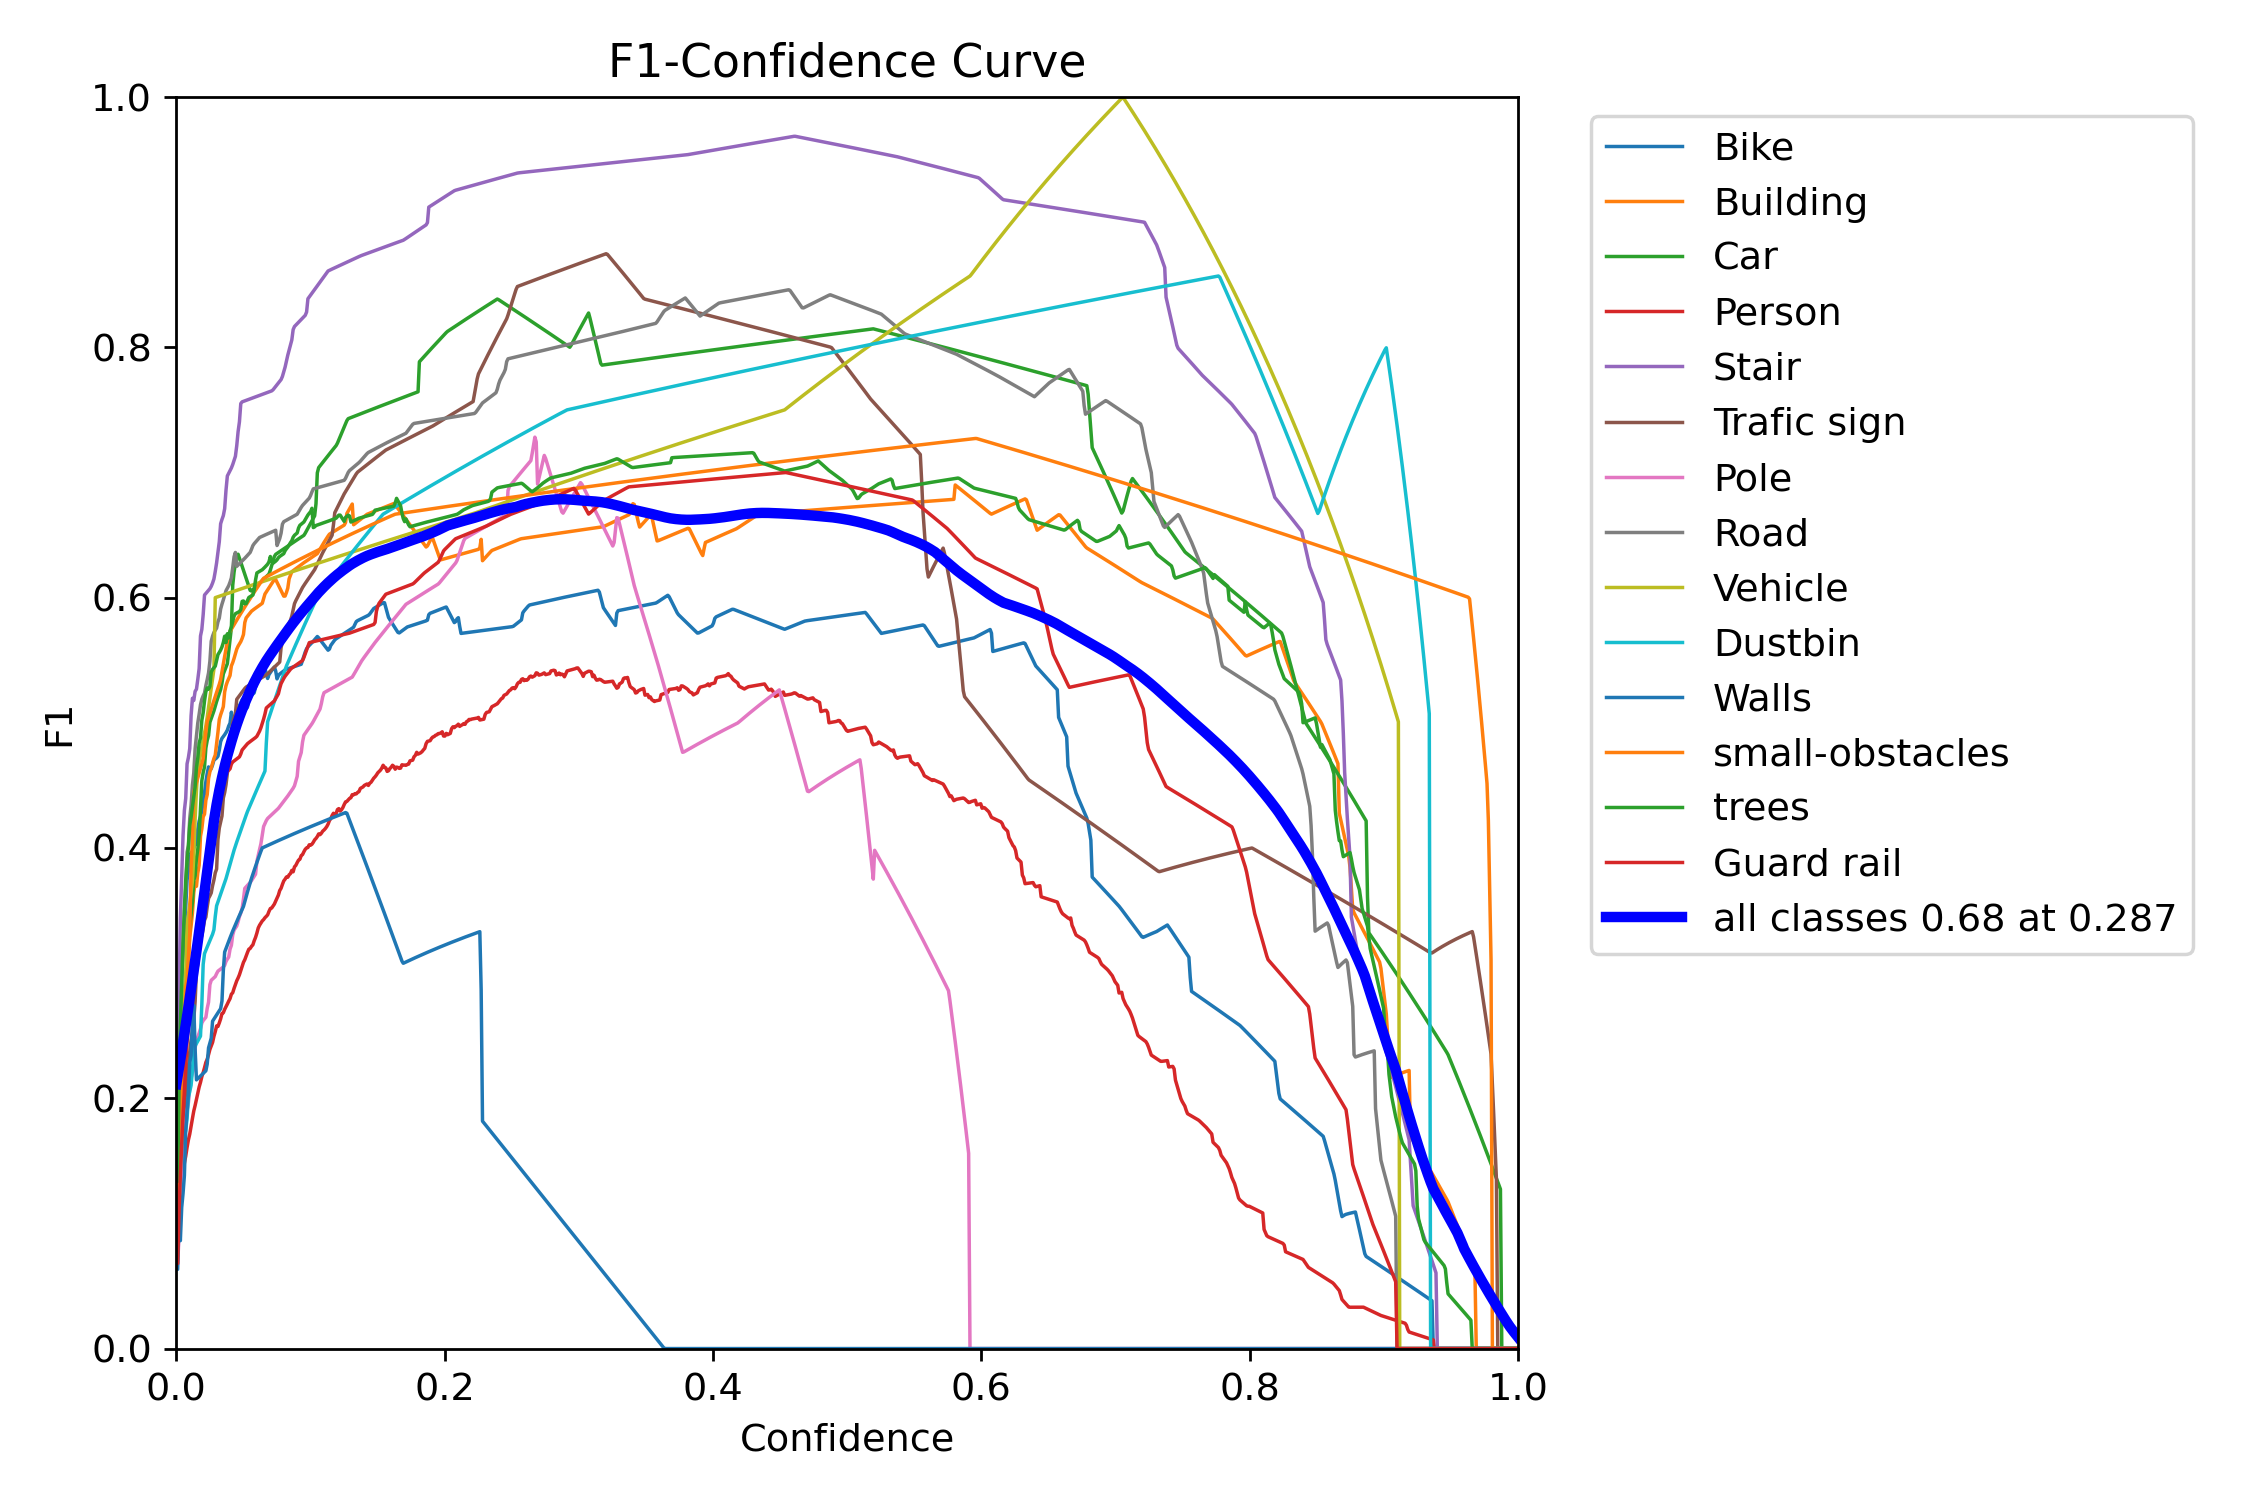 F1-Confidence Curve
1.0
0.8
0.6
0.4
0.2
0.0
F1
0.0 0.2 0.4 0.6 0.8 1.0
Confidence
Bike
Building
Car
Person
Stair
Trafic sign
Pole
Road
Vehicle
Dustbin
Walls
small-obstacles
trees
Guard rail
all classes 0.68 at 0.287